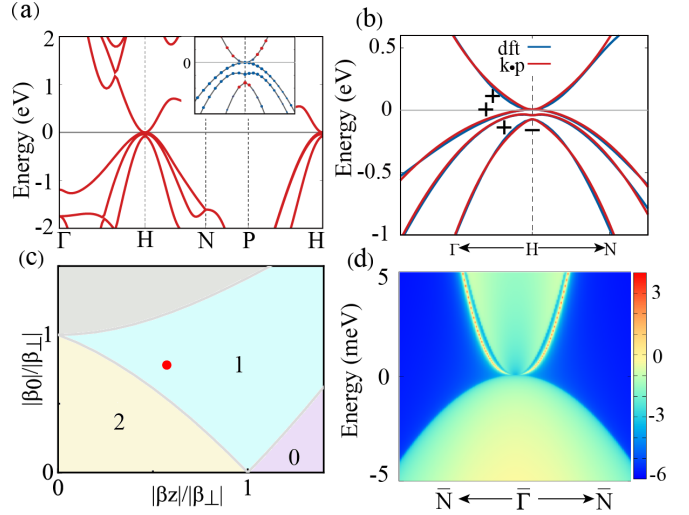 (a)
Energy (eV)
2
1
0
-1
-2
0
Γ H N P H
(b)
Energy (eV)
0.5
0
-0.5
-1
dft
k•p
+
+
+
−
Γ H N
(c)
|β0|/|β⊥|
1
0
2
1
0
0 1
|βz|/|β⊥|
(d)
Energy (meV)
5
0
-5
3
0
-3
-6
N̅ Γ̅ N̅